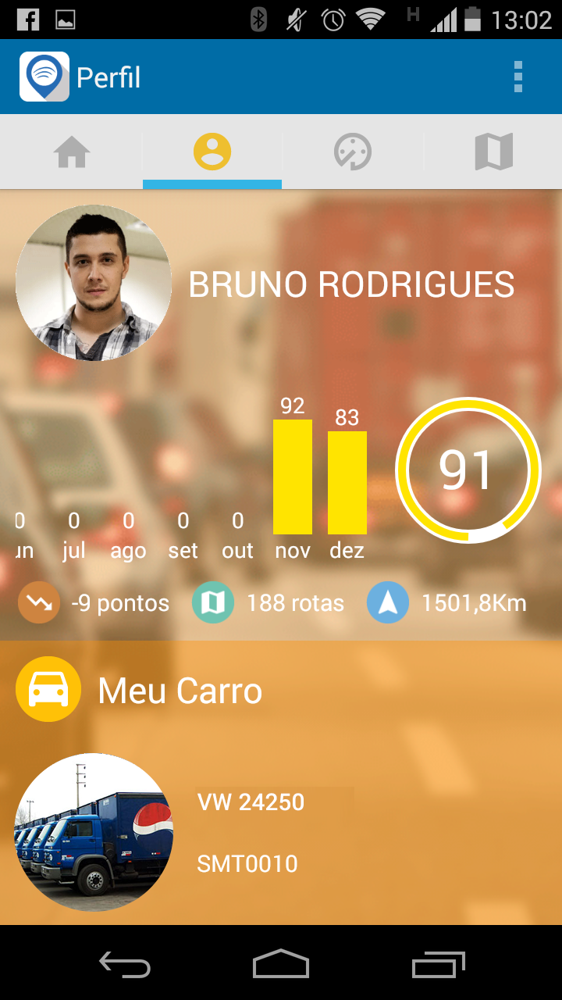 H 13:02
Perfil
BRUNO RODRIGUES
92 83
91
0 0 0 0 0
jul ago set out nov dez
-9 pontos 188 rotas 1501,8Km
Meu Carro
VW 24250
SMT0010